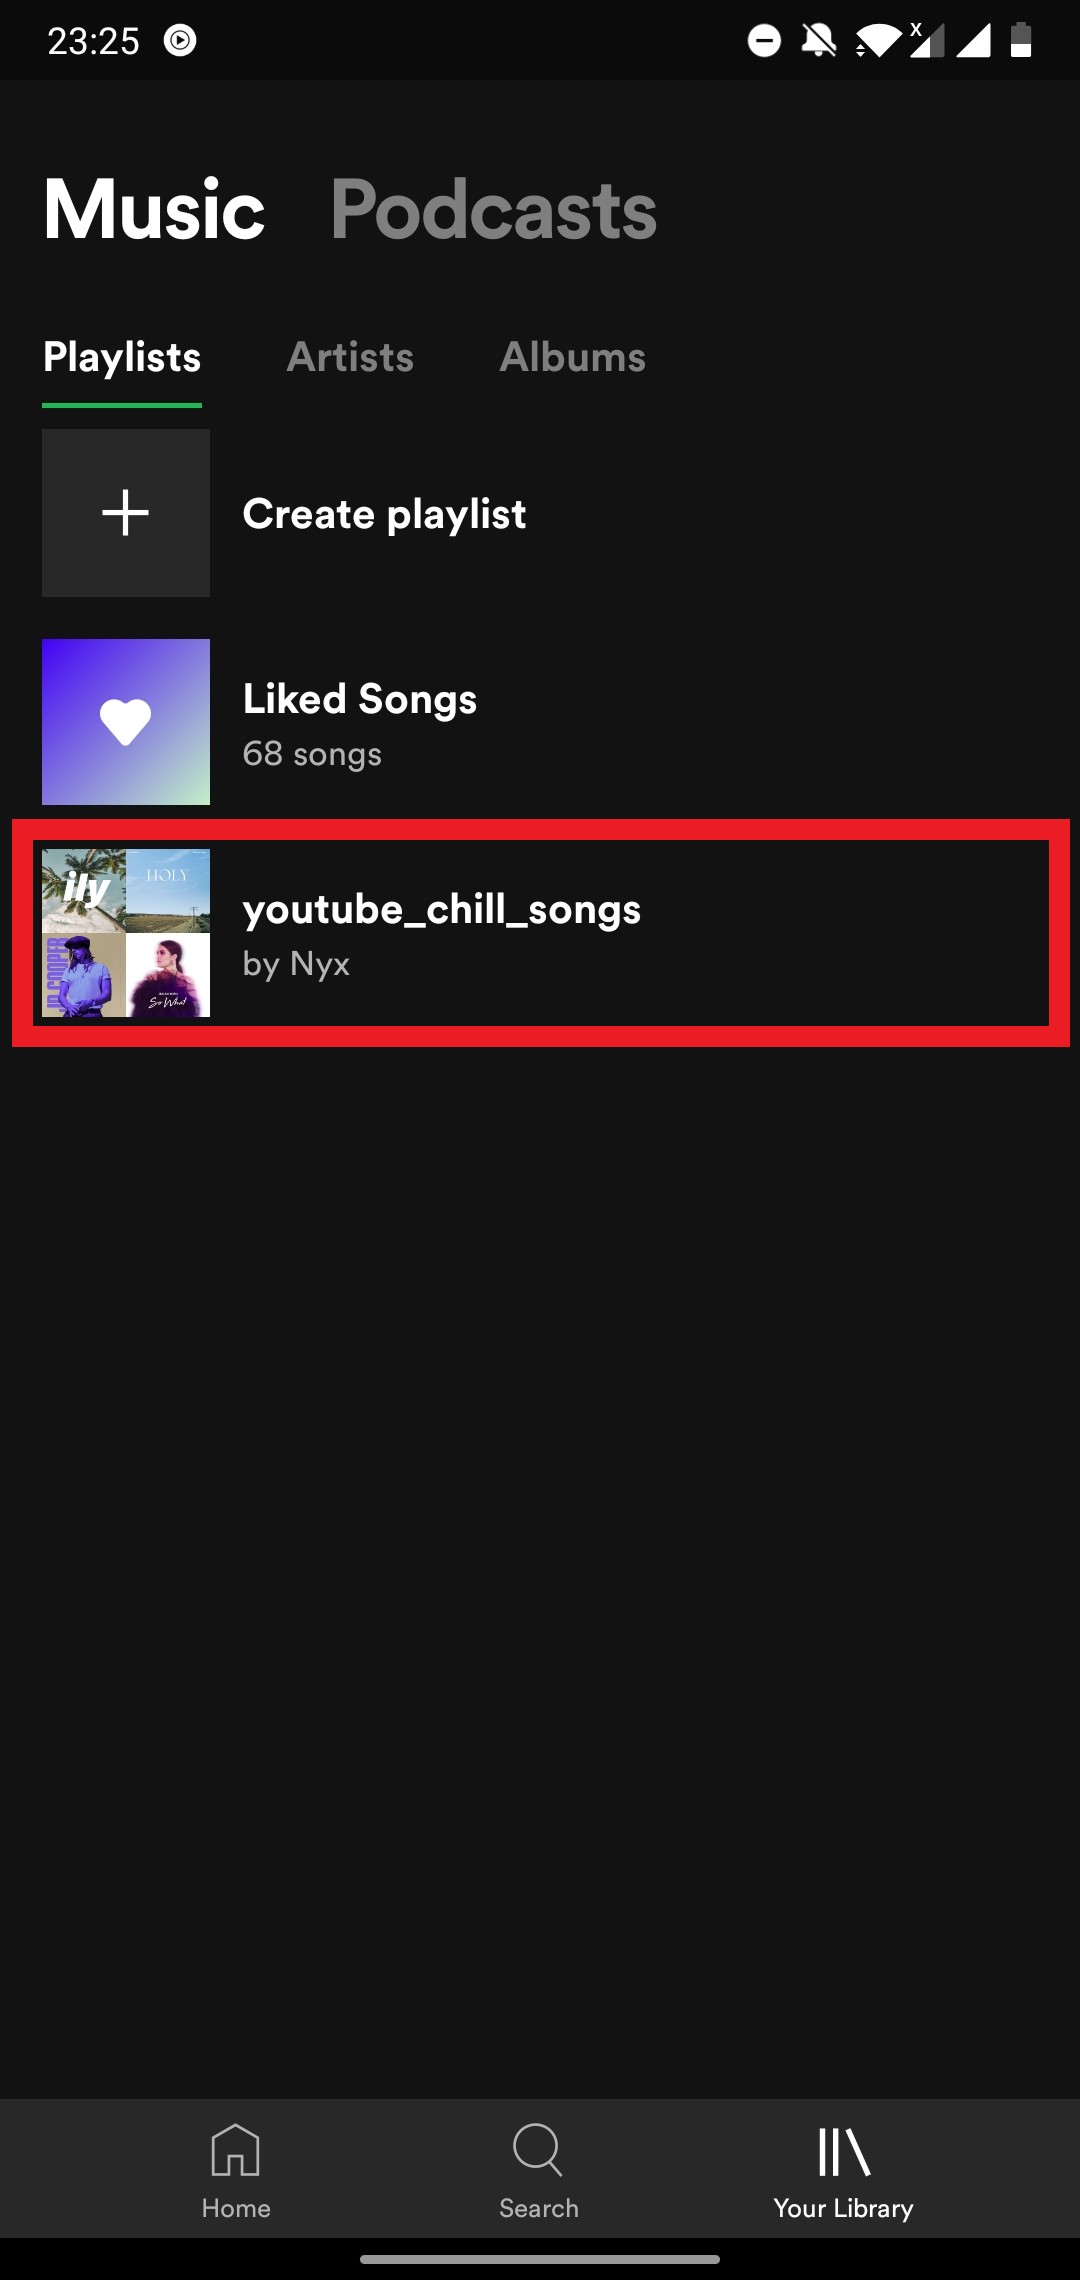 23:25
Music Podcasts
Playlists Artists Albums
Create playlist
Liked Songs
68 songs
ily
HOLY
JP COOPER
So What
youtube_chill_songs
by Nyx
Home Search Your Library